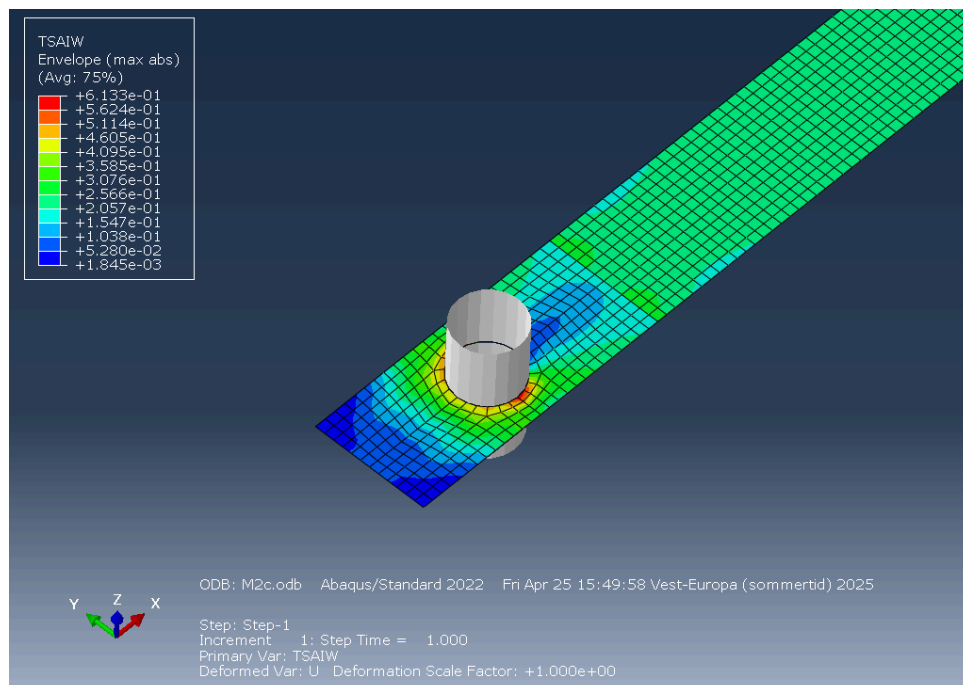 TSAIW
Envelope (max abs)
(Avg: 75%)
+6.133e-01
+5.624e-01
+5.114e-01
+4.605e-01
+4.095e-01
+3.585e-01
+3.076e-01
+2.566e-01
+2.057e-01
+1.547e-01
+1.038e-01
+5.280e-02
+1.845e-03
ODB: M2c.odb Abaqus/Standard 2022 Fri Apr 25 15:49:58 Vest-Europa (sommertid) 2025
Y Z X
Step: Step-1
Increment 1: Step Time = 1.000
Primary Var: TSAIW
Deformed Var: U Deformation Scale Factor: +1.000e+00